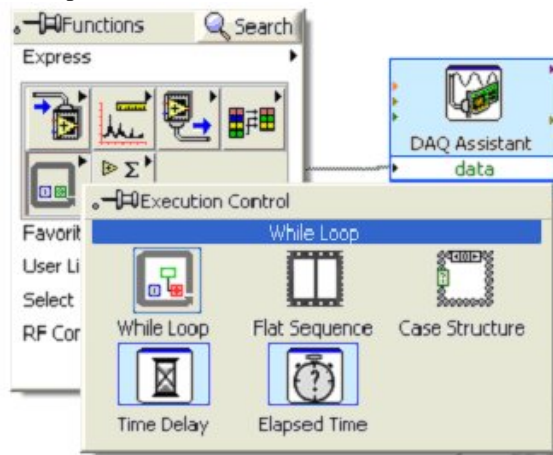 Functions
Search
Express
DAQ Assistant
data
Execution Control
While Loop
Favorit
User Li
Select
RF Cor
While Loop
Flat Sequence
Case Structure
Time Delay
Elapsed Time